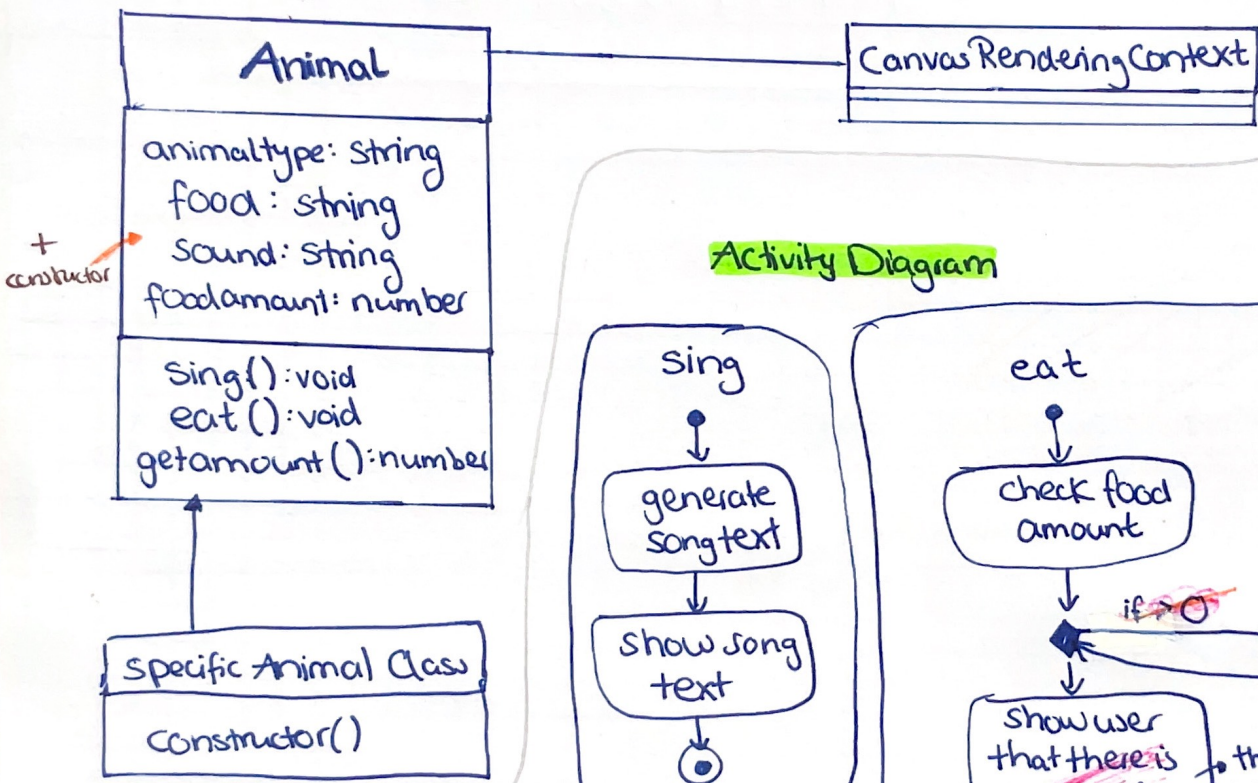 Animal
CanvasRenderingContext
animaltype: string
food: string
sound: string
foodamount: number
+
constuctor
sing(): void
eat(): void
getamount(): number
specific Animal Class
constructor()
Activity Diagram
sing
generate
songtext
show song
text
eat
check food
amount
if > 0
show user
that there is